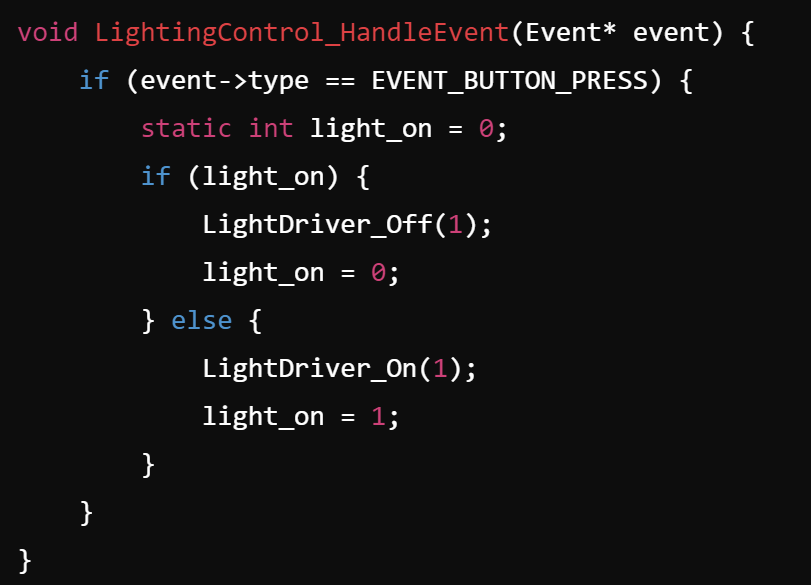 void LightingControl_HandleEvent(Event* event) {
    if (event->type == EVENT_BUTTON_PRESS) {
        static int light_on = 0;
        if (light_on) {
            LightDriver_Off(1);
            light_on = 0;
        } else {
            LightDriver_On(1);
            light_on = 1;
        }
    }
}